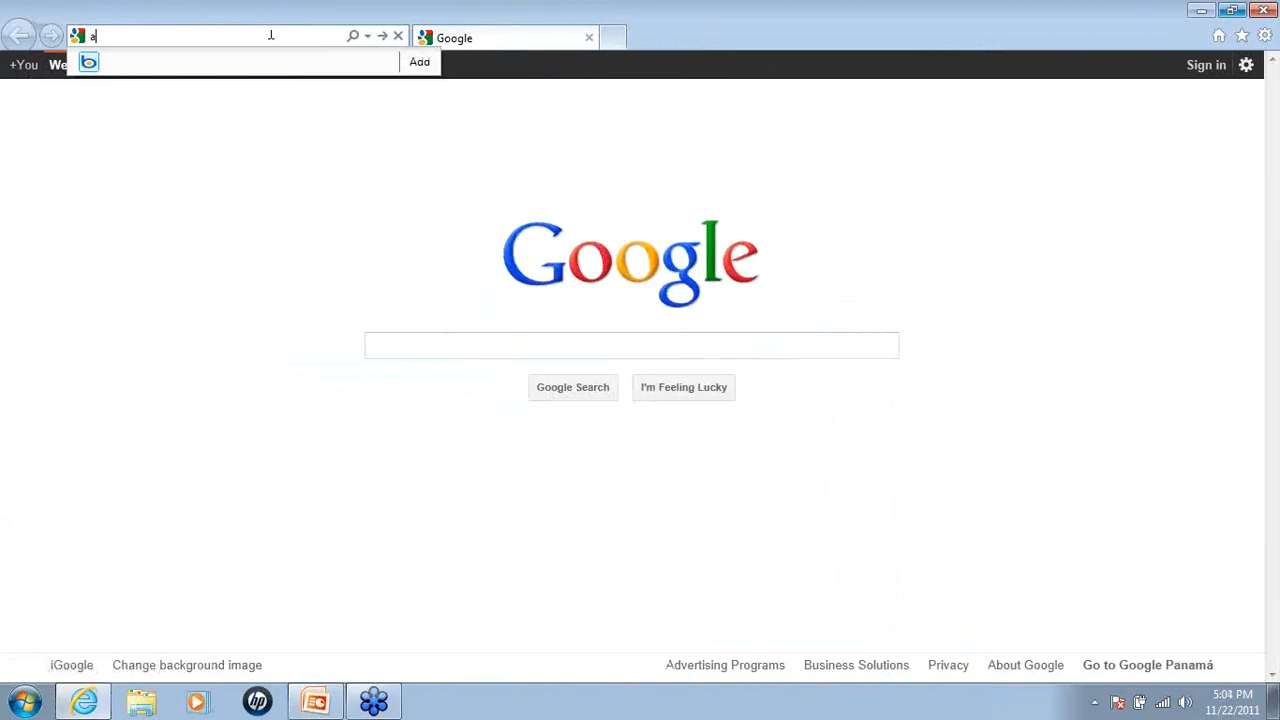 a
Google
Add
+You We
Sign in
Google
Google Search
I'm Feeling Lucky
iGoogle
Change background image
Advertising Programs
Business Solutions
Privacy
About Google
Go to Google Panamá
hp
5:04 PM
11/22/2011